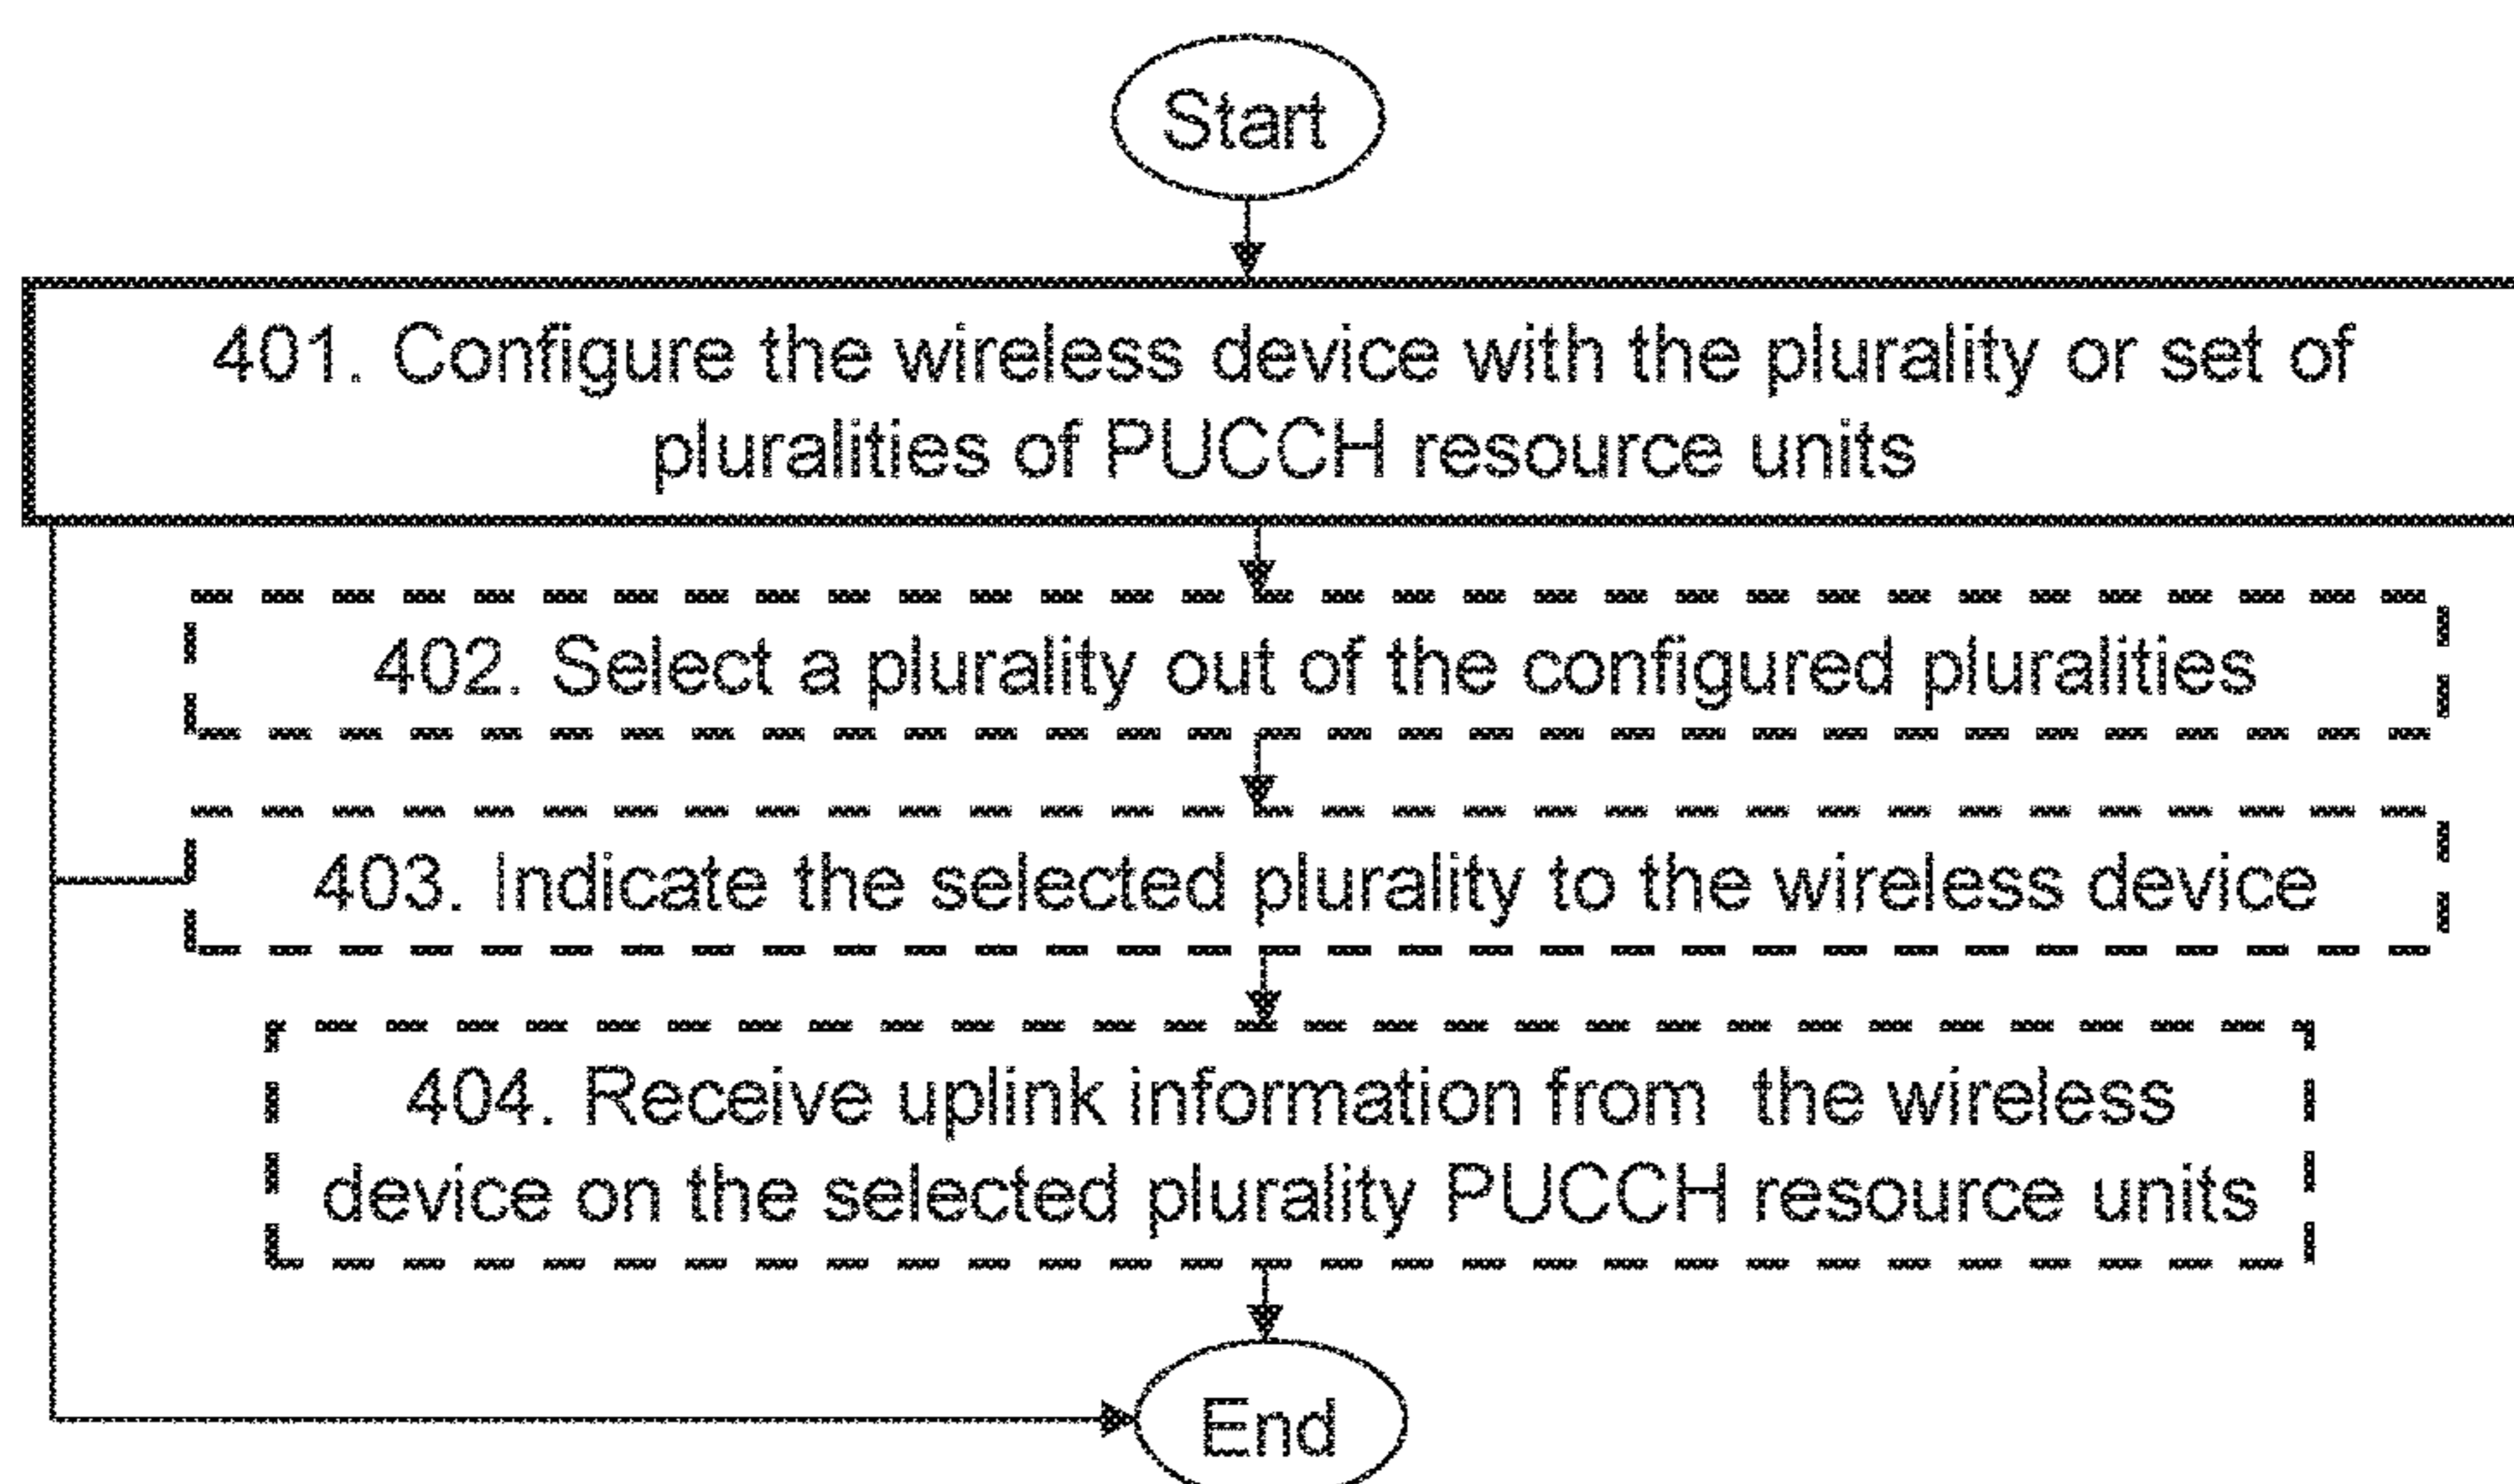 Start
401. Configure the wireless device with the plurality or set of
pluralities of PUCCH resource units
402. Select a plurality out of the configured pluralities
403. Indicate the selected plurality to the wireless device
404. Receive uplink information from the wireless
device on the selected plurality PUCCH resource units
End